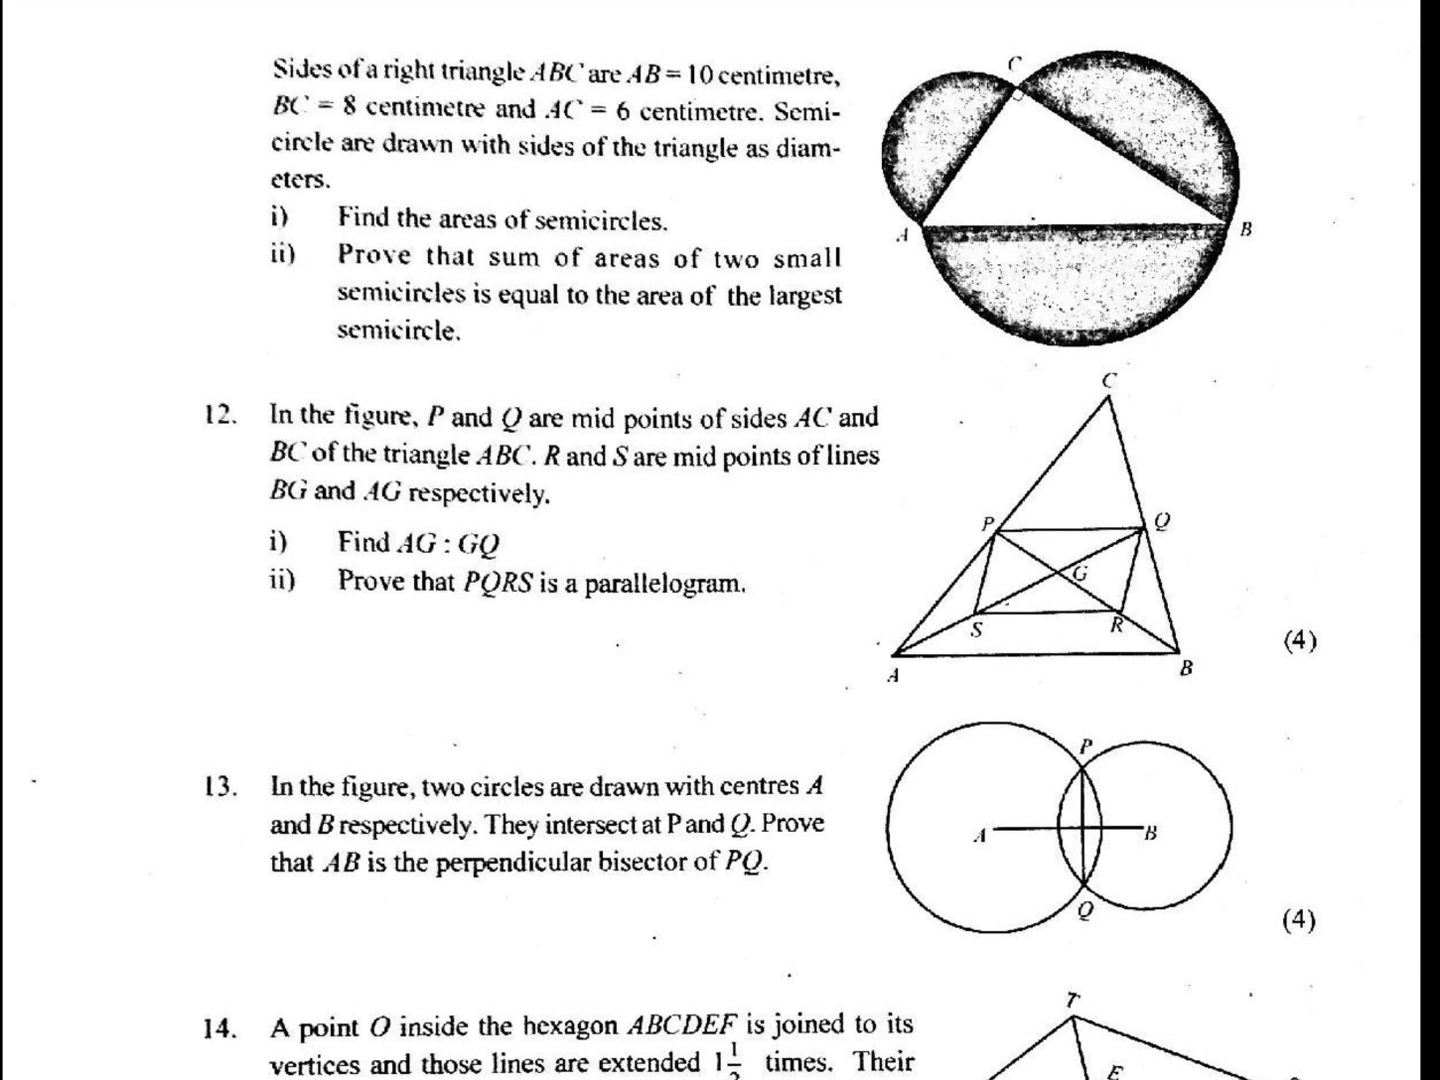 Sides of a right triangle ABC are AB = 10 centimetre,
BC = 8 centimetre and AC = 6 centimetre. Semi-
circle are drawn with sides of the triangle as diam-
eters.
i) Find the areas of semicircles.
ii) Prove that sum of areas of two small
semicircles is equal to the area of the largest
semicircle.
C
A
B
12. In the figure, P and Q are mid points of sides AC and
BC of the triangle ABC. R and S are mid points of lines
BG and AG respectively.
i) Find AG : GQ
ii) Prove that PQRS is a parallelogram.
C
P
Q
G
S
R
A
B
(4)
13. In the figure, two circles are drawn with centres A
and B respectively. They intersect at P and Q. Prove
that AB is the perpendicular bisector of PQ.
P
A
B
Q
(4)
14. A point O inside the hexagon ABCDEF is joined to its
vertices and those lines are extended 1 1/2 times. Their
T
E